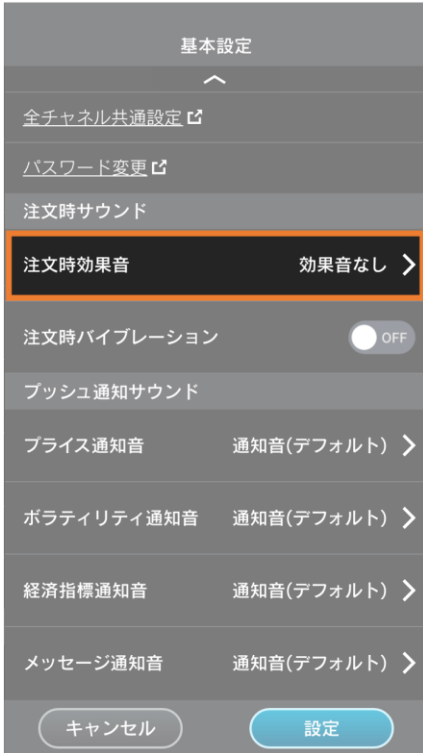 基本設定
全チャネル共通設定
パスワード変更
注文時サウンド
注文時効果音 効果音なし
注文時バイブレーション OFF
プッシュ通知サウンド
プライス通知音 通知音(デフォルト)
ボラティリティ通知音 通知音(デフォルト)
経済指標通知音 通知音(デフォルト)
メッセージ通知音 通知音(デフォルト)
キャンセル 設定